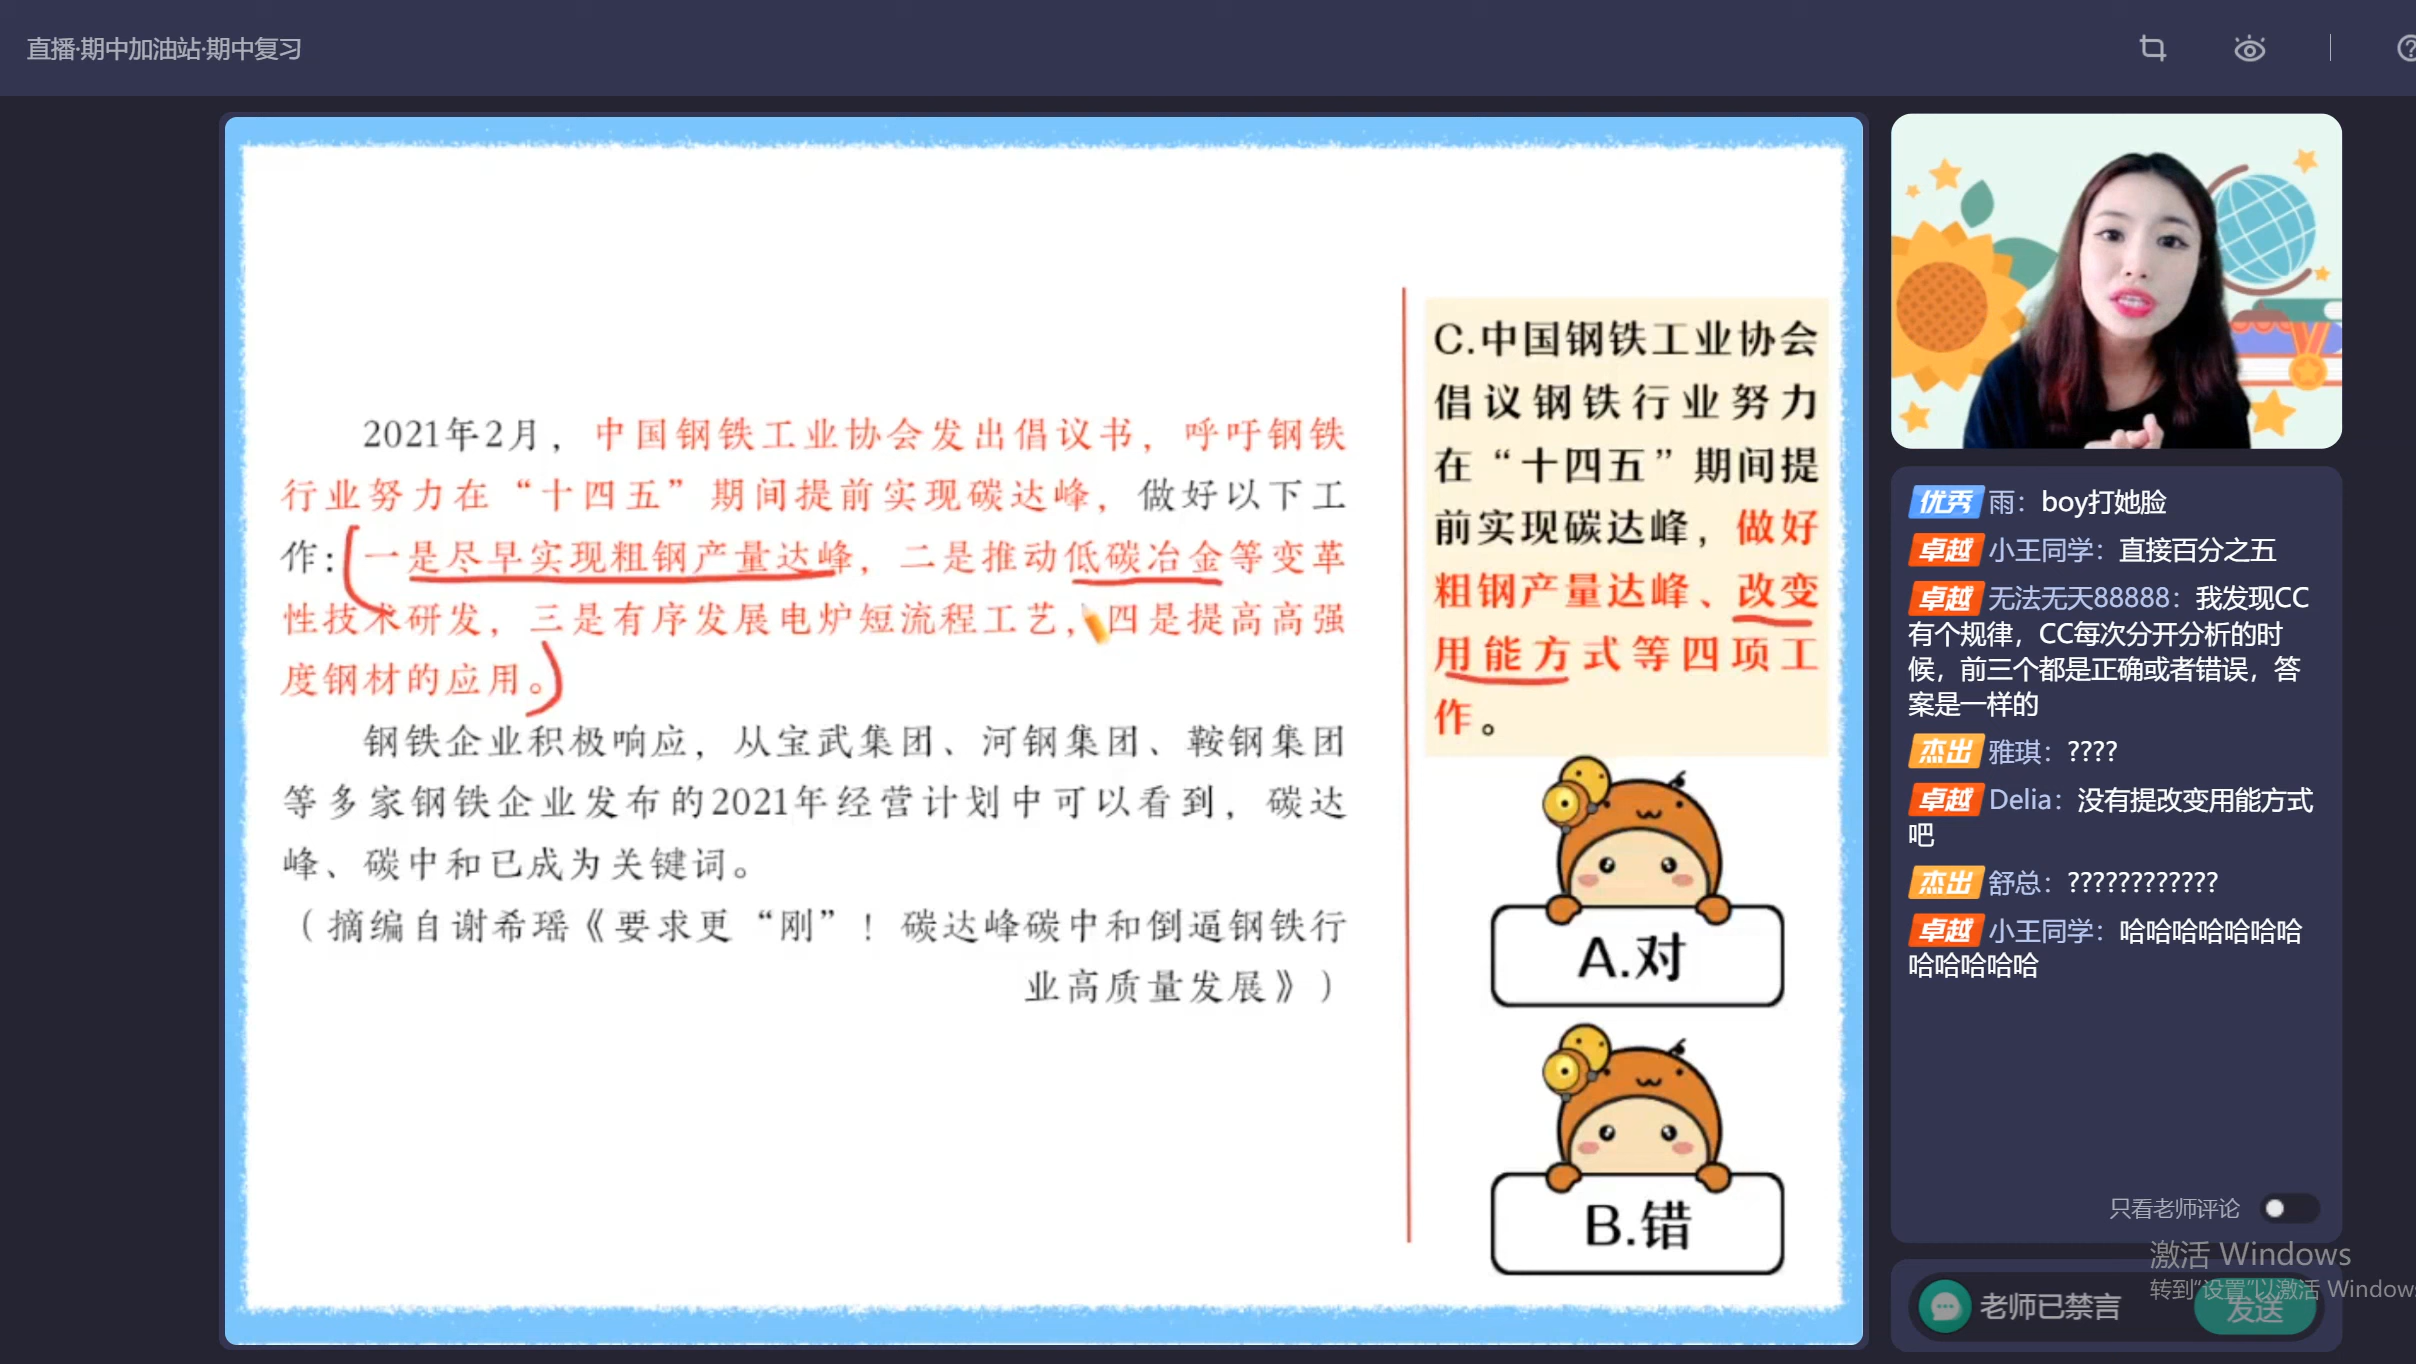 直播·期中加油站·期中复习
2021年2月，中国钢铁工业协会发出倡议书，呼吁钢铁
行业努力在“十四五”期间提前实现碳达峰，做好以下工
作：一是尽早实现粗钢产量达峰，二是推动低碳冶金等变革
性技术研发，三是有序发展电炉短流程工艺，四是提高高强
度钢材的应用。
钢铁企业积极响应，从宝武集团、河钢集团、鞍钢集团
等多家钢铁企业发布的2021年经营计划中可以看到，碳达
峰、碳中和已成为关键词。
（摘编自谢希瑶《要求更“刚”！碳达峰碳中和倒逼钢铁行
业高质量发展》）
C.中国钢铁工业协会
倡议钢铁行业努力
在“十四五”期间提
前实现碳达峰，做好
粗钢产量达峰、改变
用能方式等四项工
作。
A.对
B.错
优秀 雨：boy打她脸
卓越 小王同学：直接百分之五
卓越 无法无天88888：我发现CC
有个规律，CC每次分开分析的时
候，前三个都是正确或者错误，答
案是一样的
杰出 雅琪：????
卓越 Delia：没有提改变用能方式
吧
杰出 舒总：????????????
卓越 小王同学：哈哈哈哈哈哈哈
哈哈哈哈哈
只看老师评论
激活 Windows
转到“设置”以激活 Windows
老师已禁言
发送